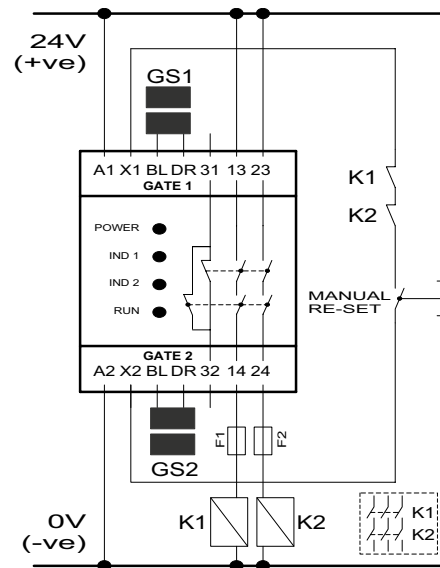 24V
(+ve)
GS1
A1 X1 BL DR 31 13 23
GATE 1
K1
K2
POWER
IND 1
IND 2
RUN
MANUAL
RE-SET
GATE 2
A2 X2 BL DR 32 14 24
F1
F2
GS2
0V
(-ve)
K1
K2
K1
K2